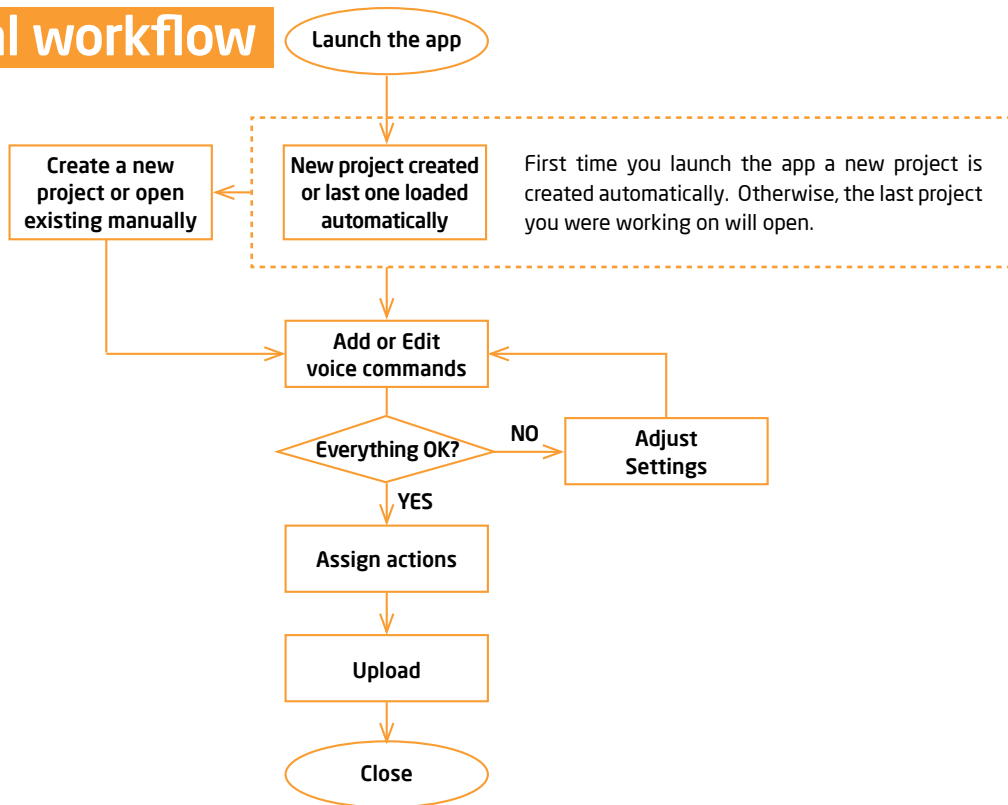 al workflow
Launch the app
Create a new
project or open
existing manually
New project created
or last one loaded
automatically
First time you launch the app a new project is
created automatically. Otherwise, the last project
you were working on will open.
Add or Edit
voice commands
Everything OK?
NO
Adjust
Settings
YES
Assign actions
Upload
Close